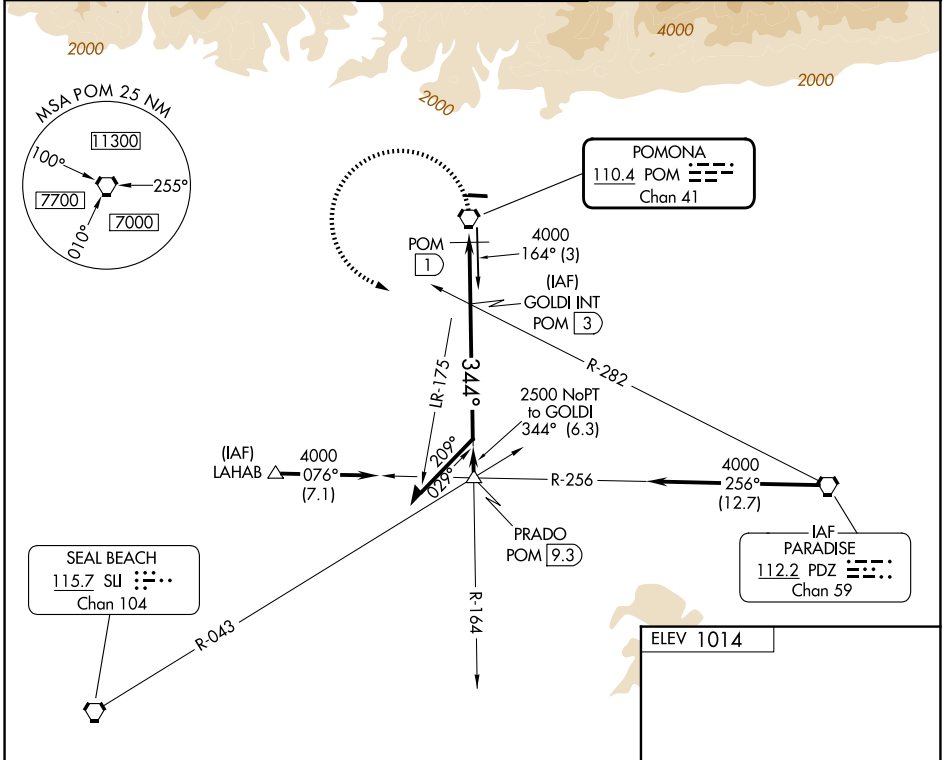 2000
4000
2000
2000
MSA POM 25 NM
11300
100°
255°
7700
7000
010°
POMONA
110.4 POM
Chan 41
POM
1
4000
164° (3)
(IAF)
GOLDI INT
POM 3
R-282
LR-175
344°
2500 NoPT
to GOLDI
344° (6.3)
(IAF)
LAHAB
4000
076°
(7.1)
209°
029°
R-256
4000
256°
(12.7)
PRADO
POM 9.3
IAF
PARADISE
112.2 PDZ
Chan 59
SEAL BEACH
115.7 SLI
Chan 104
R-043
R-164
ELEV 1014